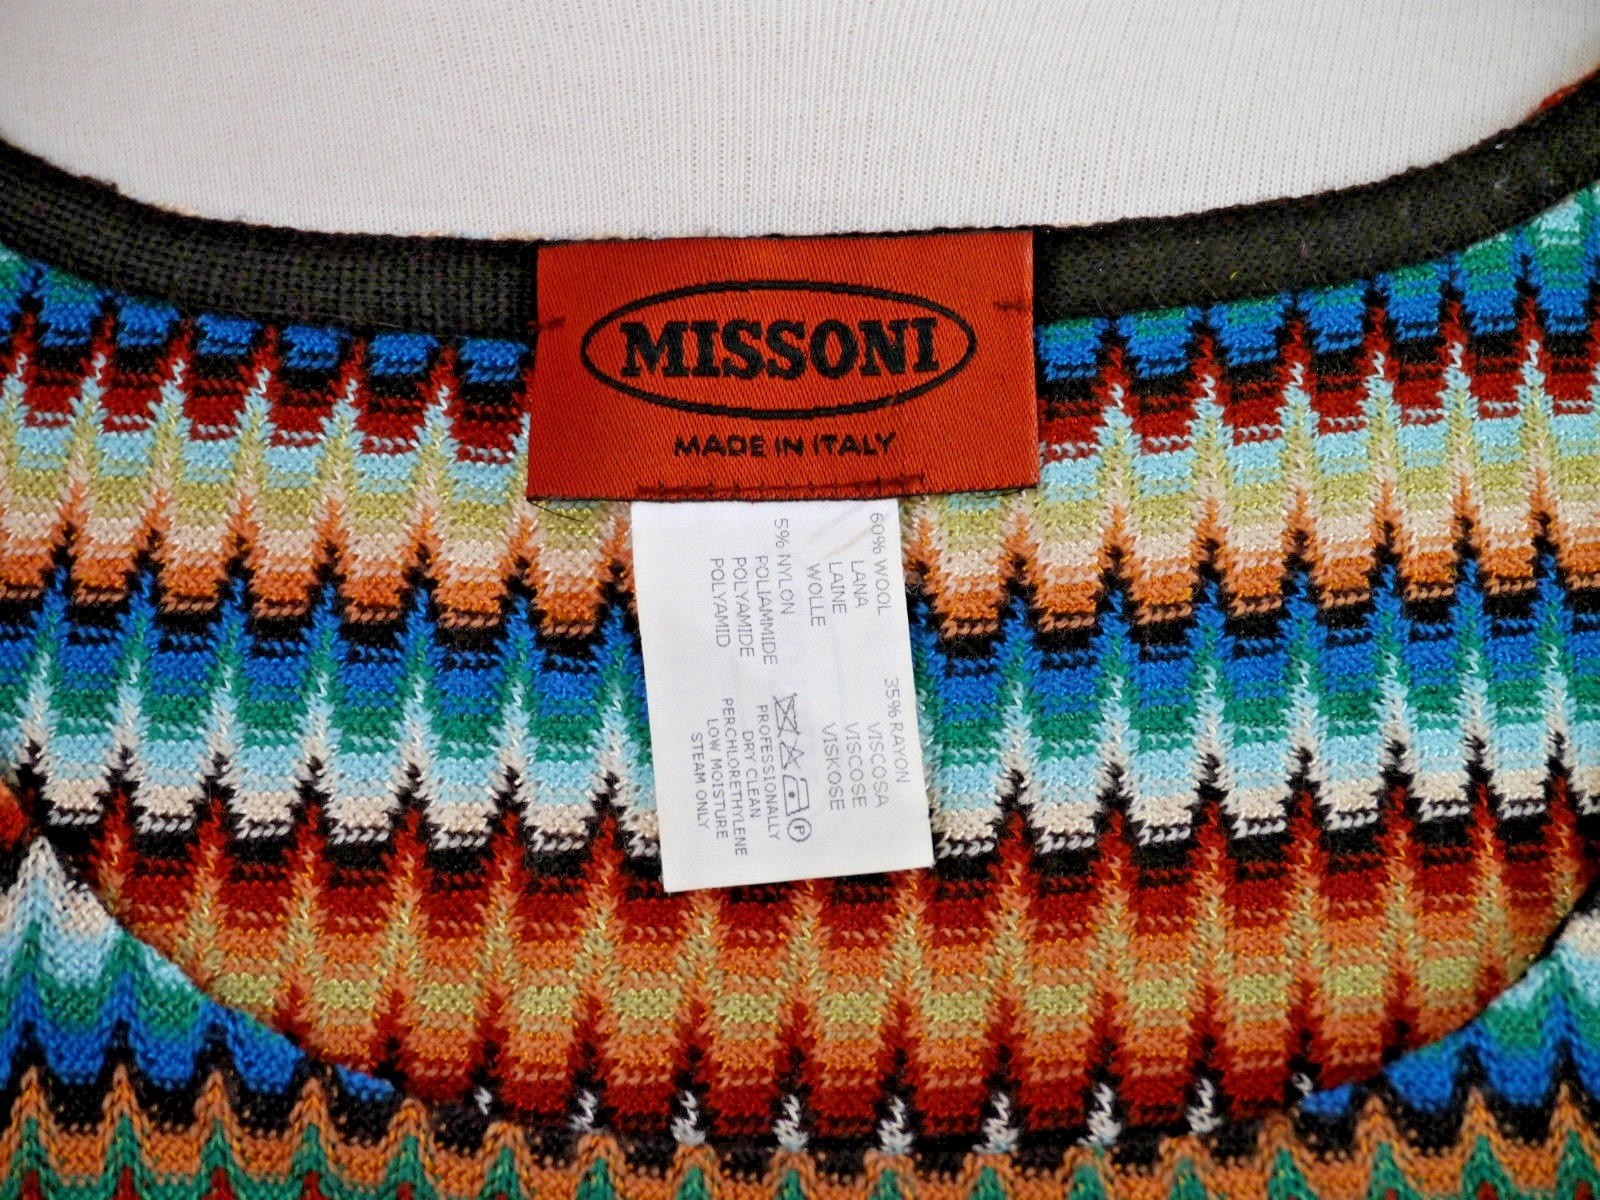 MISSONI
MADE IN ITALY
60% WOOL
LANA
LAINE
WOLLE
35% RAYON
VISCOSA
VISCOSE
VISKOSE
5% NYLON
POLIAMMIDE
POLYAMIDE
POLYAMID
P
PROFESSIONALLY
DRY CLEAN
PERCHLORETHYLENE
LOW MOISTURE
STEAM ONLY